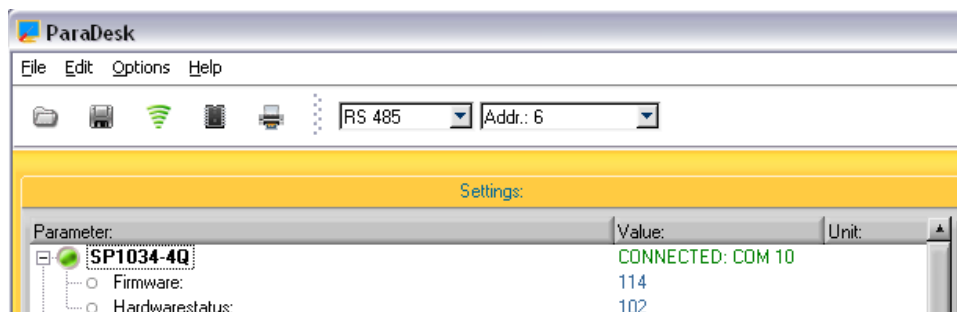 ParaDesk
File Edit Options Help
RS 485 Addr.: 6
Settings:
Parameter: Value: Unit:
SP1034-4Q CONNECTED: COM 10
Firmware: 114
Hardwarestatus: 102